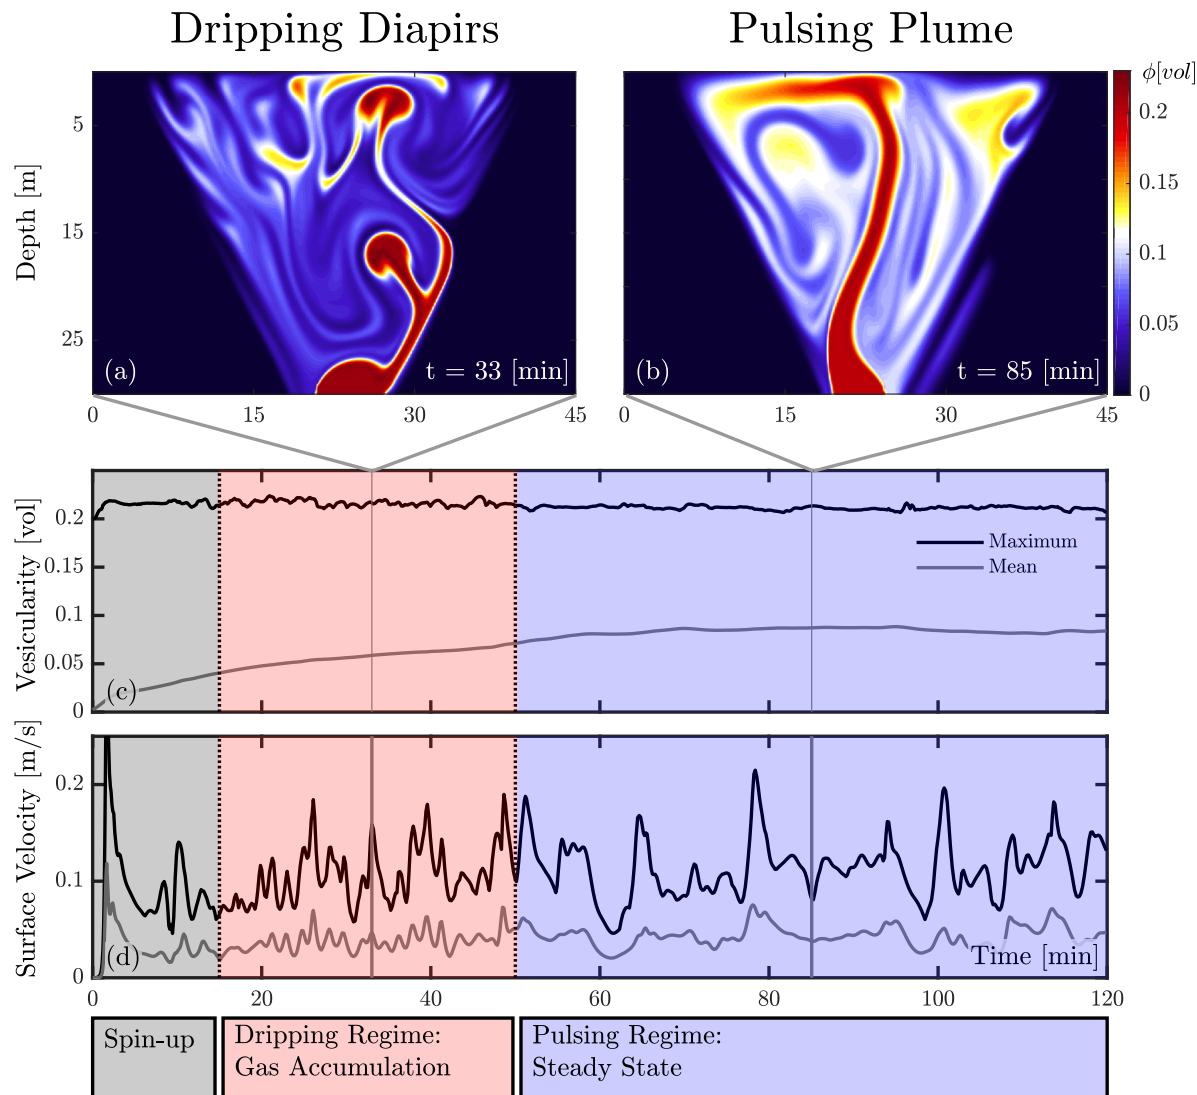 Dripping Diapirs
Pulsing Plume
ϕ[vol]
Depth [m]
5
15
25
(a)
t = 33 [min]
(b)
t = 85 [min]
0.2
0.15
0.1
0.05
0
0 15 30 45
0 15 30 45
Vesicularity [vol]
0.2
0.15
0.1
0.05
0
Maximum
Mean
(c)
Surface Velocity [m/s]
0.2
0.1
0
(d)
Time [min]
0 20 40 60 80 100 120
Spin-up
Dripping Regime:
Gas Accumulation
Pulsing Regime:
Steady State